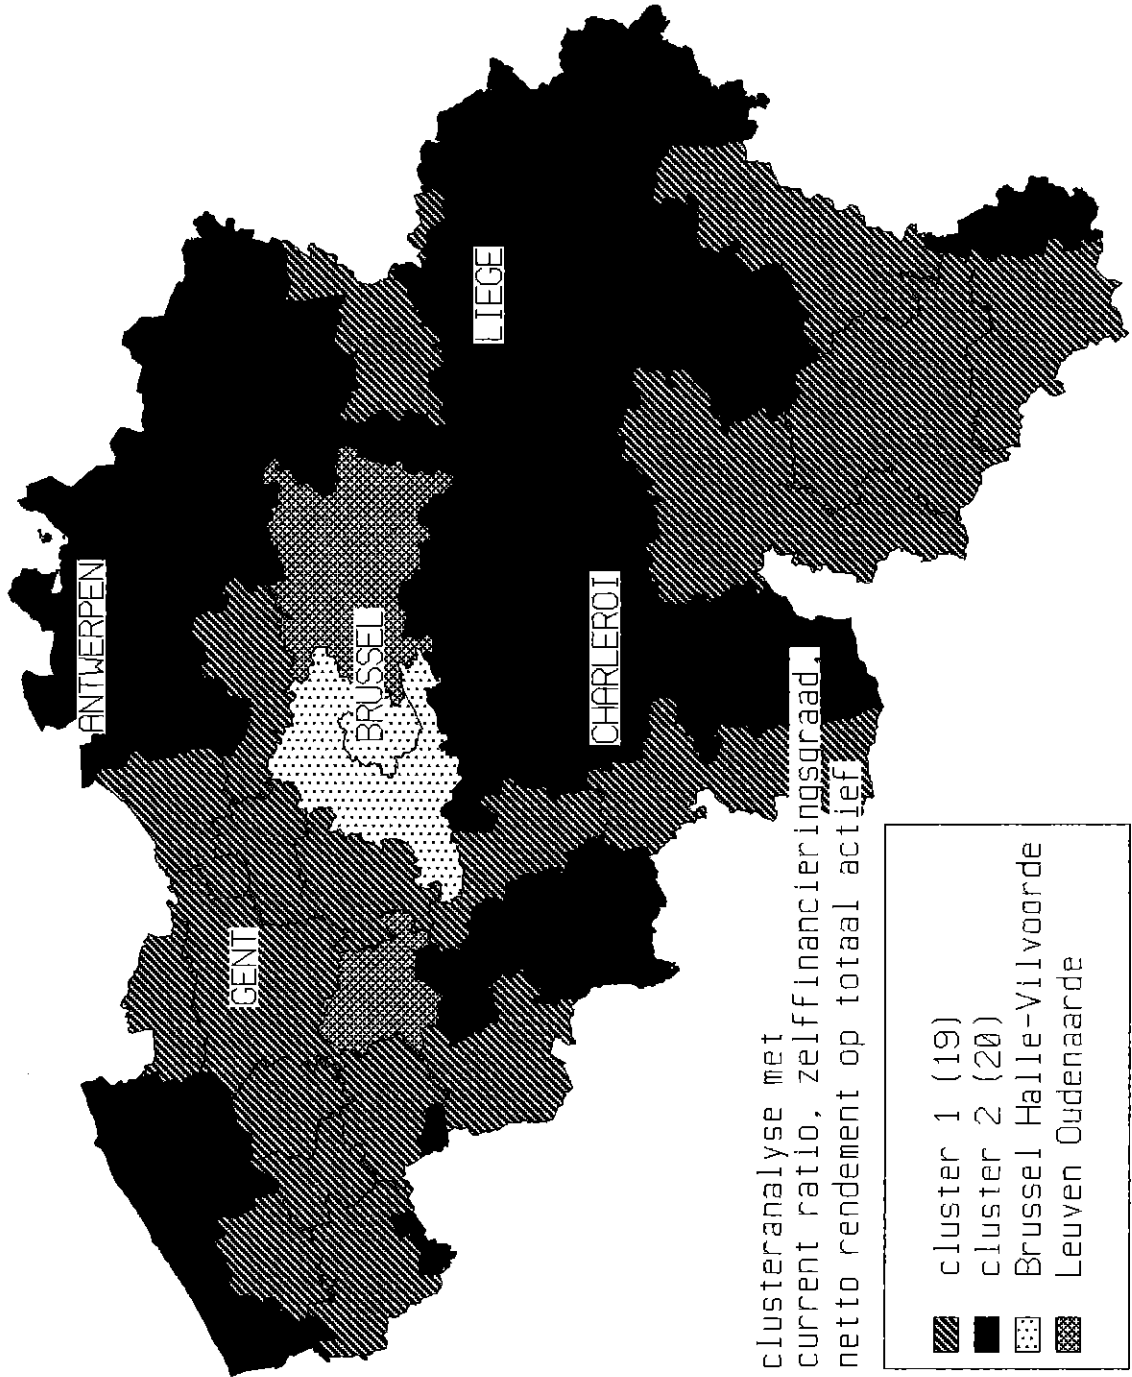 ANTWERPEN
GENT
BRUSSEL
LIEGE
CHARLEROI
clusteranalyse met
current ratio, zelffinancieringsgraad,
netto rendement op totaal actief
cluster 1 (19)
cluster 2 (20)
Brussel Halle-Vilvoorde
Leuven Oudenaarde